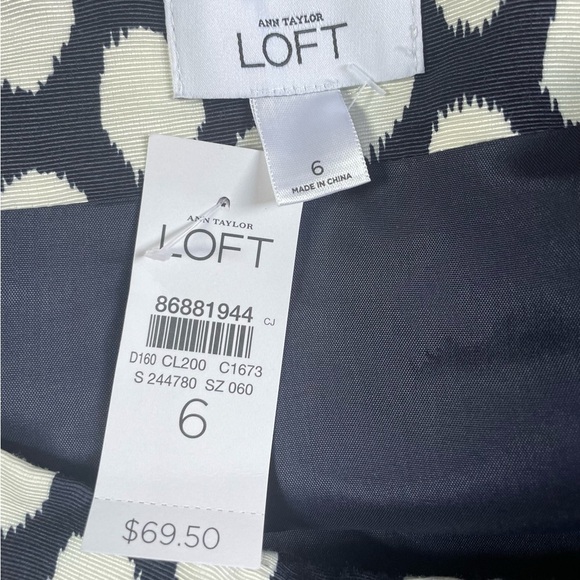 ANN TAYLOR
LOFT
6
MADE IN CHINA
ANN TAYLOR
LOFT
86881944
CJ
D160 CL200 C1673
S 244780 SZ 060
6
$69.50